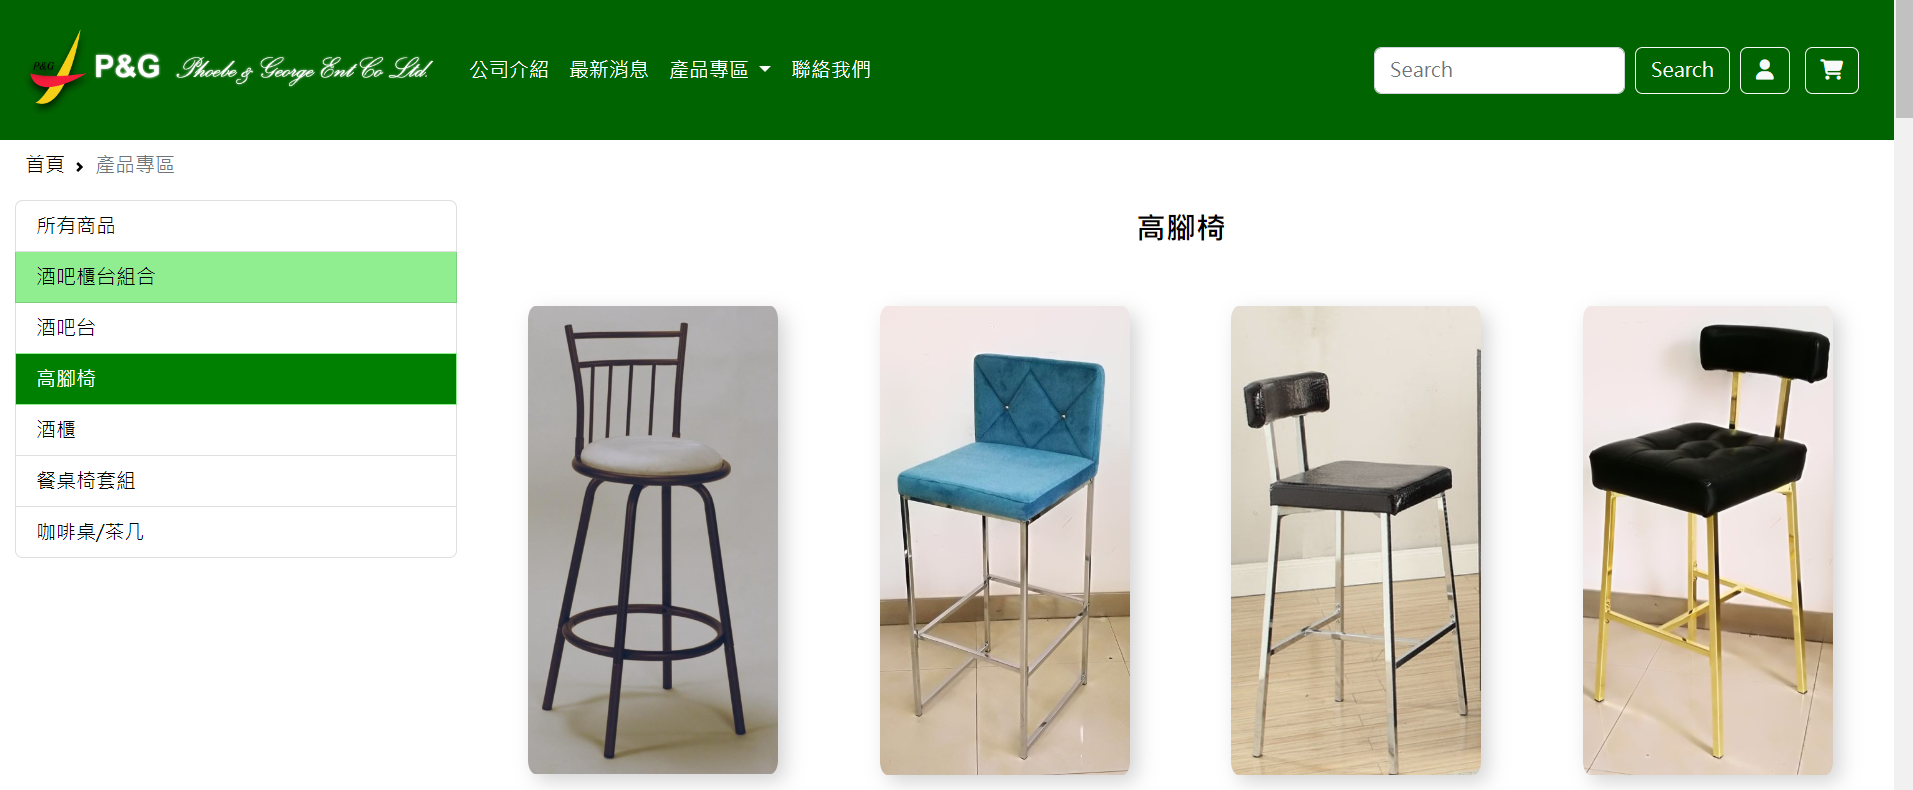 P&G
P&G Phoebe & George Ent Co Ltd.
公司介紹 最新消息 產品專區 聯絡我們
Search
Search
首頁 › 產品專區
所有商品
酒吧櫃台組合
酒吧台
高腳椅
酒櫃
餐桌椅套組
咖啡桌/茶几
高腳椅